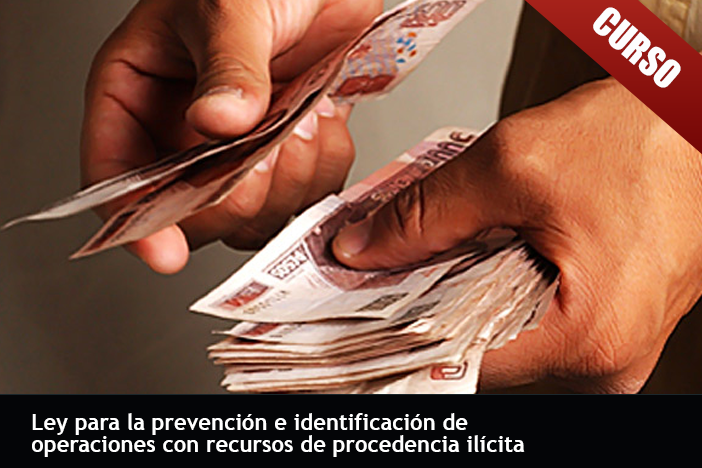 CURSO
Ley para la prevención e identificación de
operaciones con recursos de procedencia ilícita